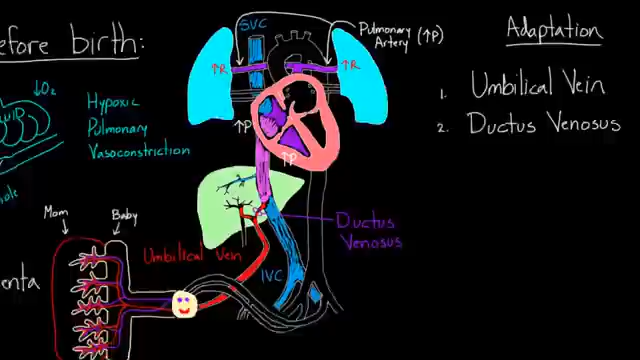 efore birth:
↓O₂
Hypoxic
Pulmonary
Vasoconstriction
SVC
Pulmonary
Artery (↑P)
↑R
↑R
↑P
↑P
Ductus
Venosus
Umbilical Vein
IVC
Mom
Baby
enta
Adaptation
1. Umbilical Vein
2. Ductus Venosus